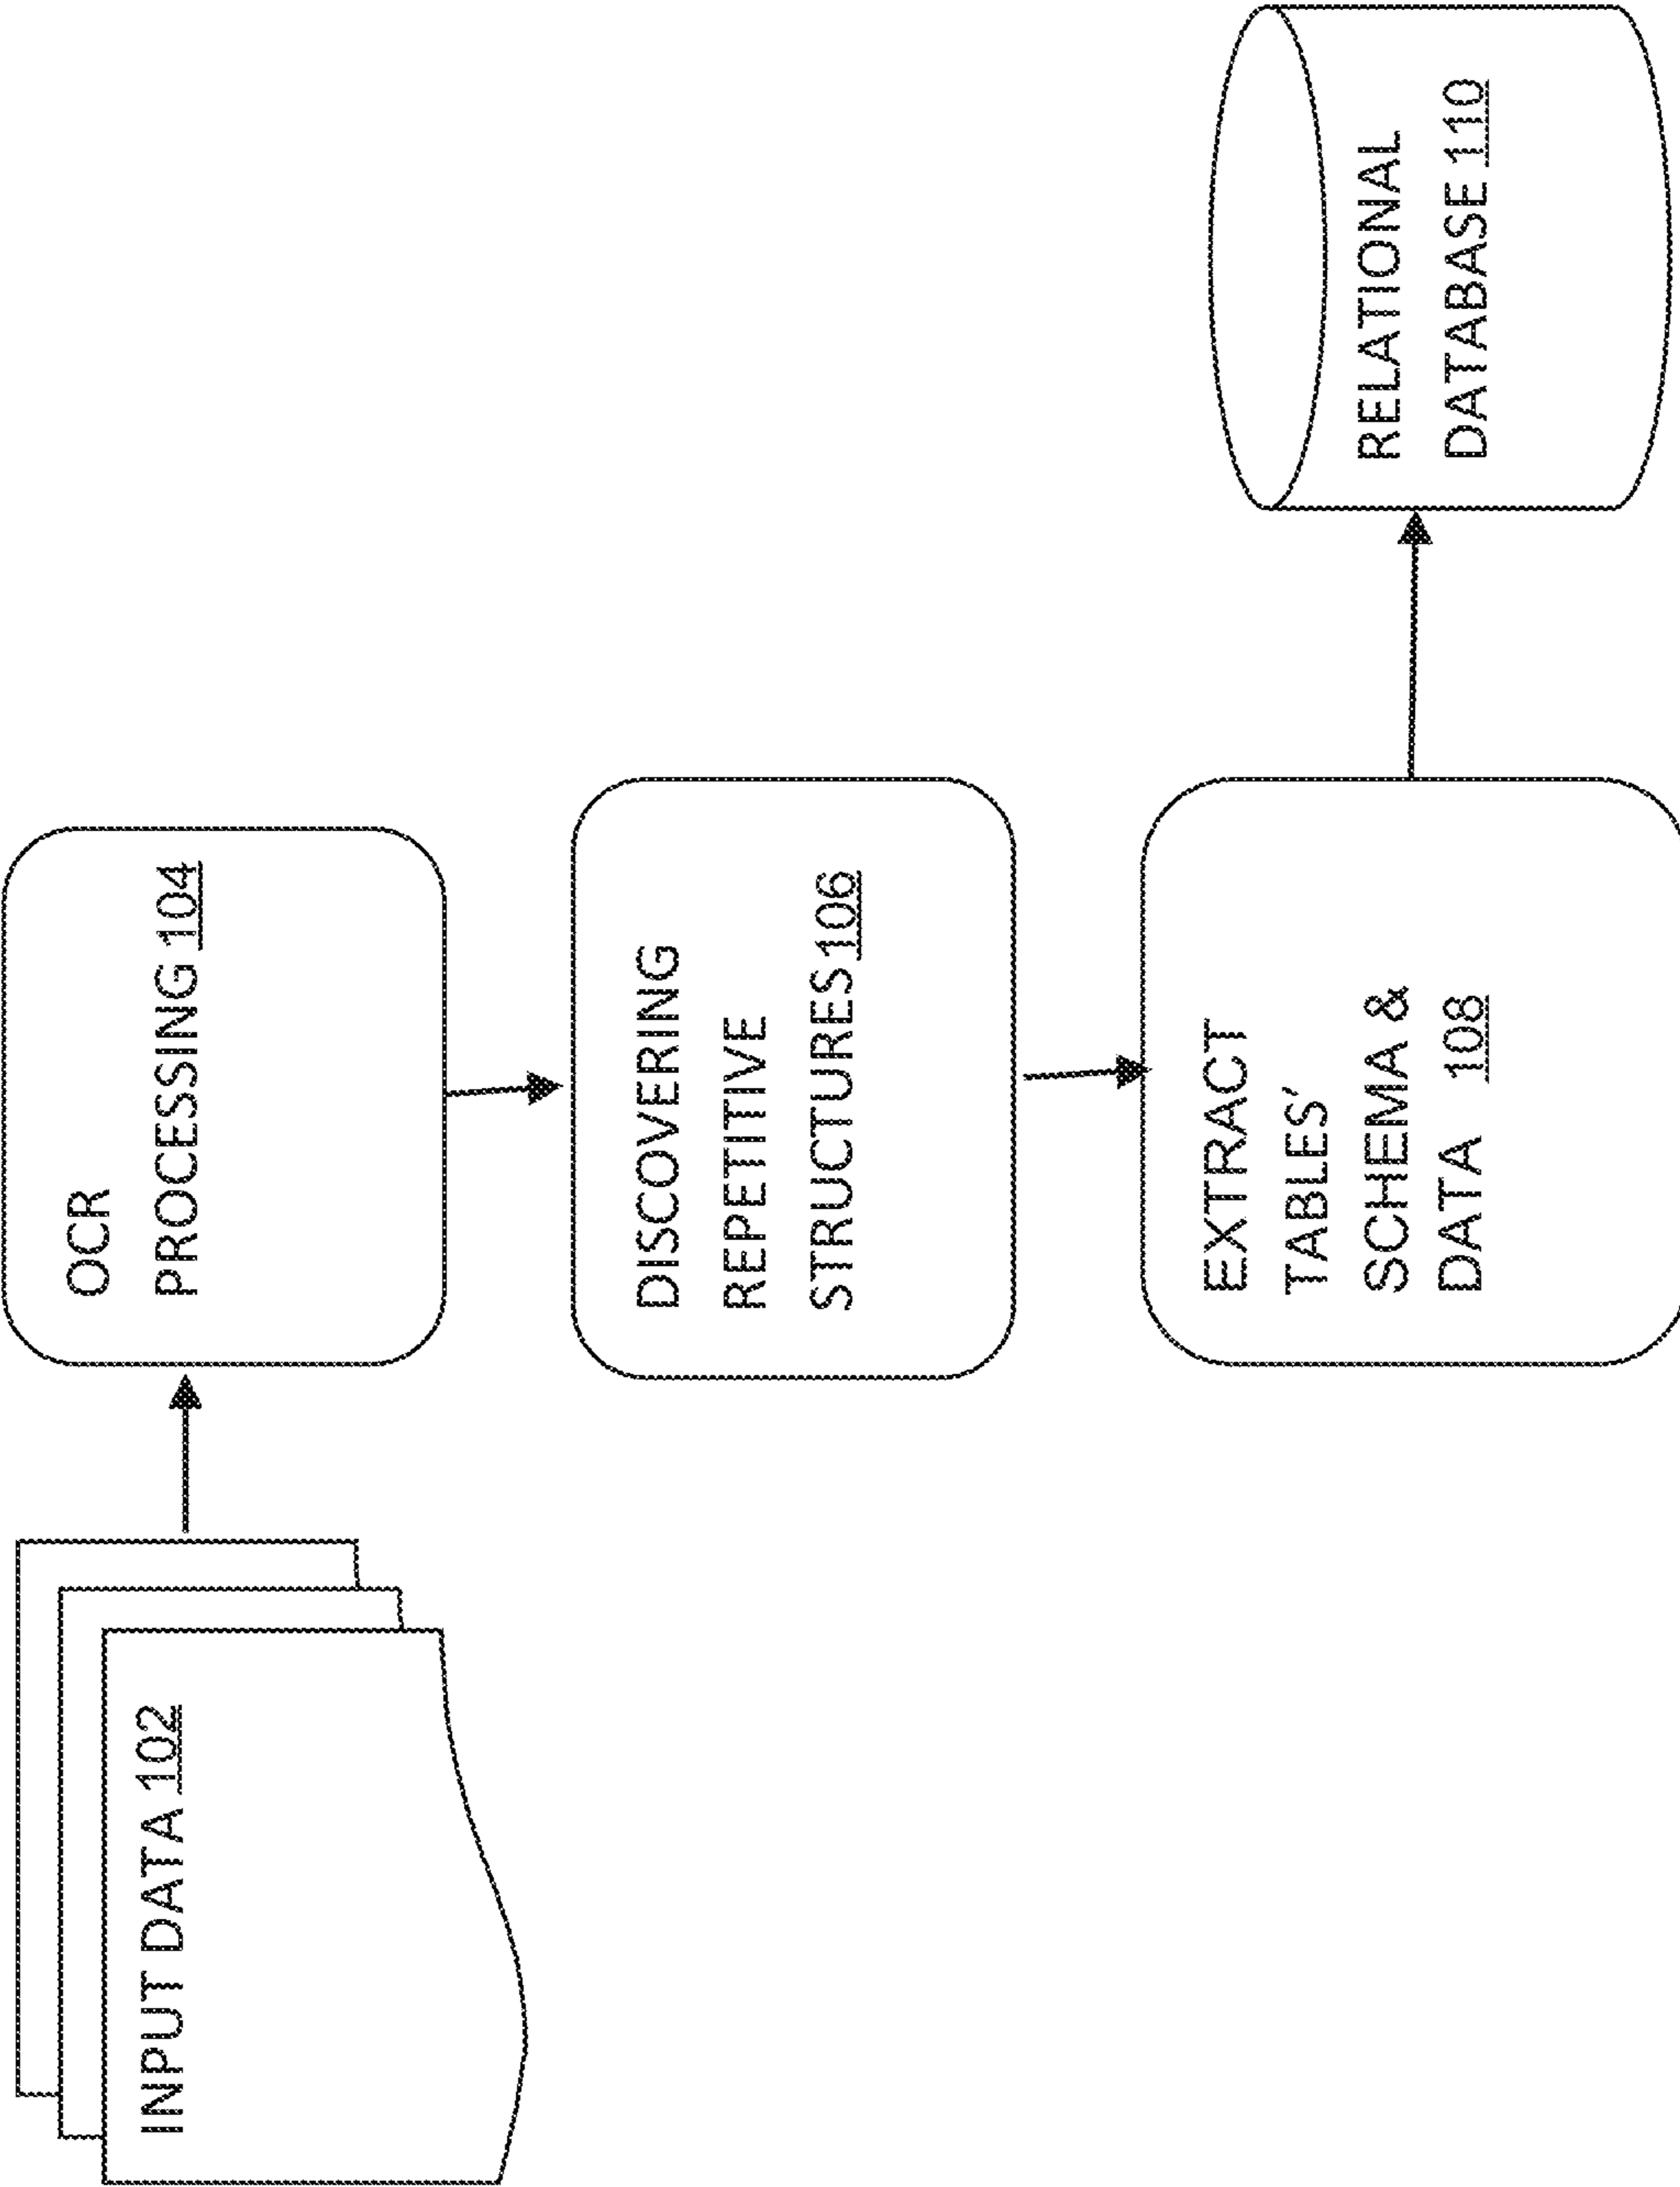 INPUT DATA 102
OCR
PROCESSING 104
DISCOVERING
REPETITIVE
STRUCTURES 106
EXTRACT
TABLES'
SCHEMA &
DATA 108
RELATIONAL
DATABASE 110